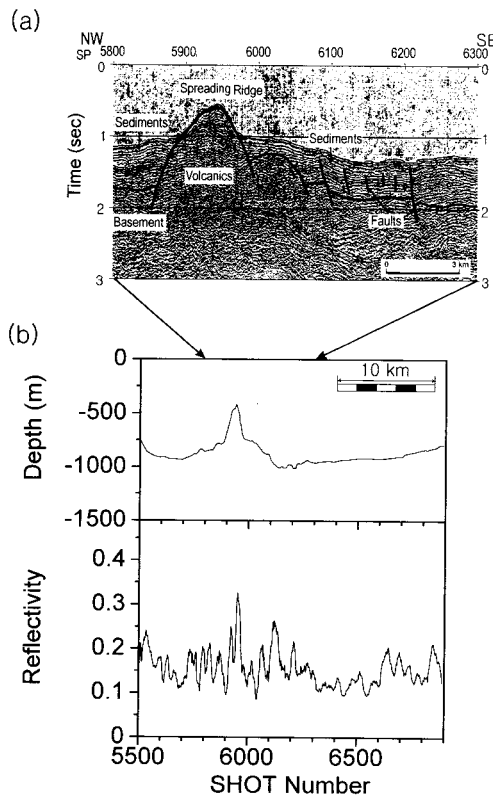 (a)
NW SE
SP 5800 5900 6000 6100 6200 6300
0 0
Spreading Ridge
Sediments
Sediments
1 1
Time (sec)
Volcanics
2 2
Basement
Faults
0 3 km
3 3
(b)
0
10 km
-500
Depth (m)
-1000
-1500
0.4
0.3
Reflectivity
0.2
0.1
0
5500 6000 6500
SHOT Number